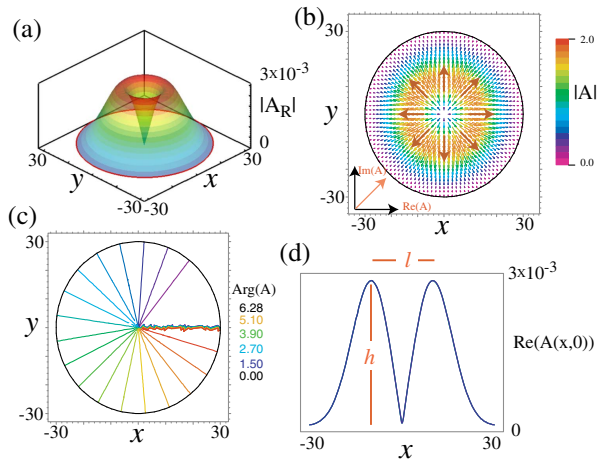 (a)
3x10-3
|A_R|
0
30
y
x
30
-30
-30
(b)
30
y
-30
Im(A)
Re(A)
-30
x
30
2.0
|A|
0.0
(c)
30
y
-30
-30
x
30
Arg(A)
6.28
5.10
3.90
2.70
1.50
0.00
(d)
l
3x10-3
h
Re(A(x,0))
0
-30
x
30